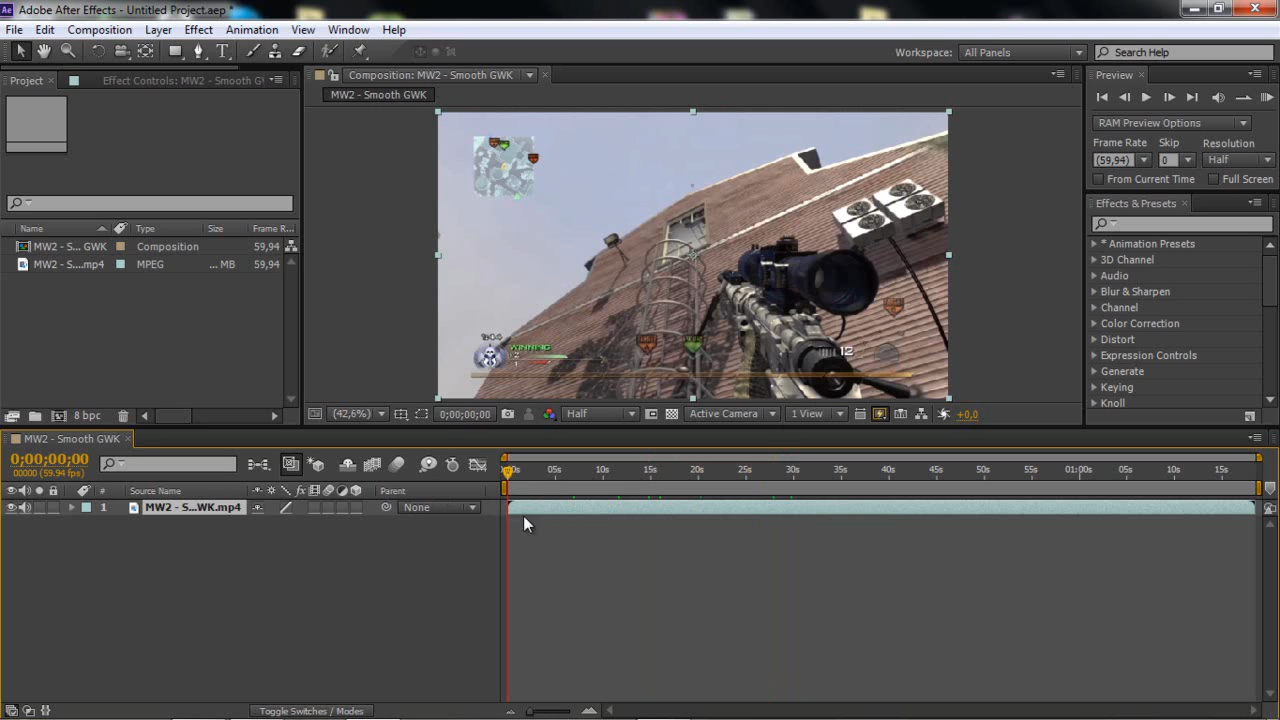 Adobe After Effects - Untitled Project.aep *
File Edit Composition Layer Effect Animation View Window Help
Workspace: All Panels Search Help
Project Effect Controls: MW2 - Smooth G
Composition: MW2 - Smooth GWK
Preview
MW2 - Smooth GWK
RAM Preview Options
Frame Rate Skip Resolution
(59,94) 0 Half
From Current Time Full Screen
Effects & Presets
Name Type Size Frame R...
MW2 - S... GWK Composition 59,94
MW2 - S....mp4 MPEG ... MB 59,94
* Animation Presets
3D Channel
Audio
Blur & Sharpen
Channel
Color Correction
Distort
Expression Controls
Generate
Keying
Knoll
WINNING
2
1
12
8 bpc
(42,6%) 0;00;00;00 Half Active Camera 1 View +0,0
MW2 - Smooth GWK
0;00;00;00
00000 (59.94 fps)
05s 10s 15s 20s 25s 30s 35s 40s 45s 50s 55s 01:00s 05s 10s 15s
# Source Name Parent
1 MW2 - S...WK.mp4 None
Toggle Switches / Modes